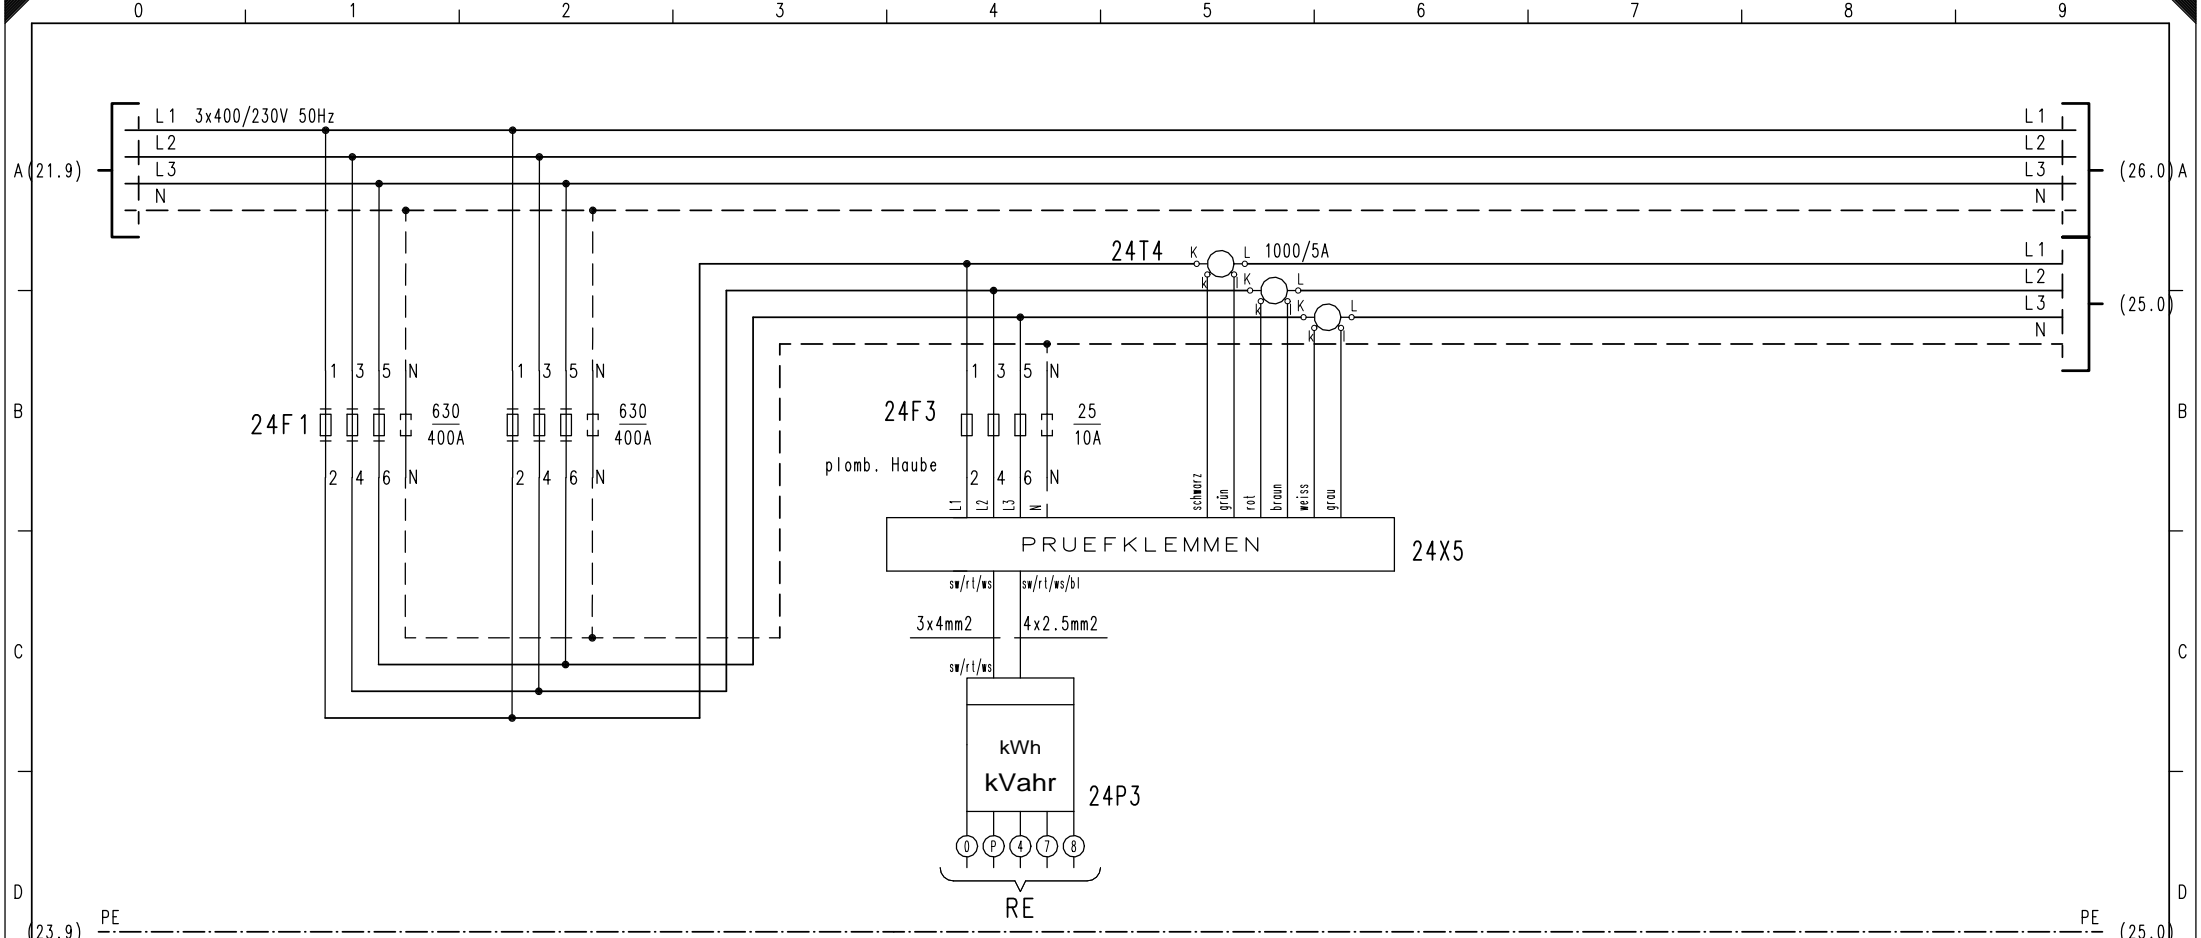 0 1 2 3 4 5 6 7 8 9
L1 3x400/230V 50Hz L1
L2 L2
A (21.9) L3 L3 (26.0) A
N N
24T4 K L 1000/5A L1
k l K L L2
k l K L L3 (25.0)
k l N
1 3 5 N 1 3 5 N 1 3 5 N
B 24F1 630 630 24F3 25 B
400A 400A 10A
plomb. Haube
2 4 6 N 2 4 6 N 2 4 6 N
L1 L2 L3 N schwarz grün rot braun weiss grau
PRUEFKLEMMEN 24X5
sw/rt/ws sw/rt/ws/bl
3x4mm2 4x2.5mm2
C C
sw/rt/ws
kWh
kVahr
24P3
0 P 4 7 8
D D
RE
PE PE
(23.9) (25.0)